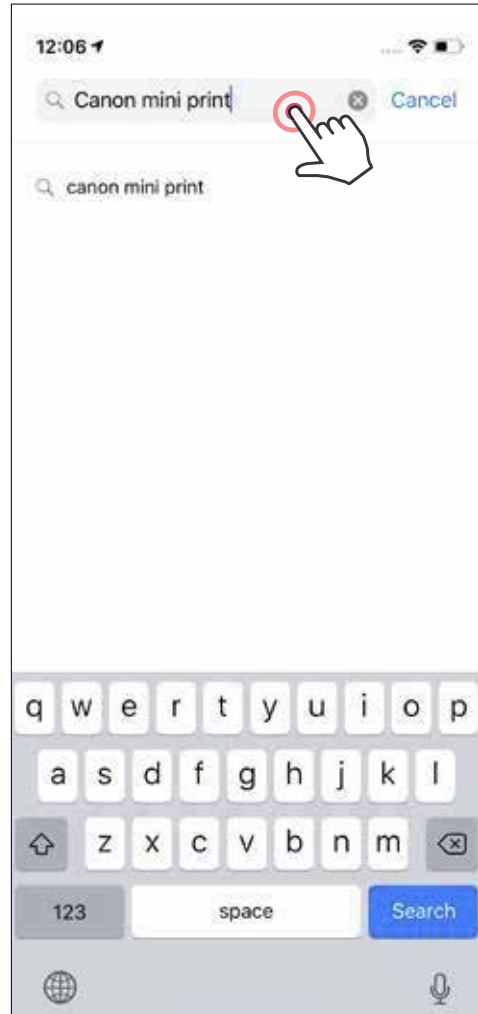 12:06
Canon mini print
Cancel
canon mini print
q w e r t y u i o p
a s d f g h j k l
z x c v b n m
123 space Search